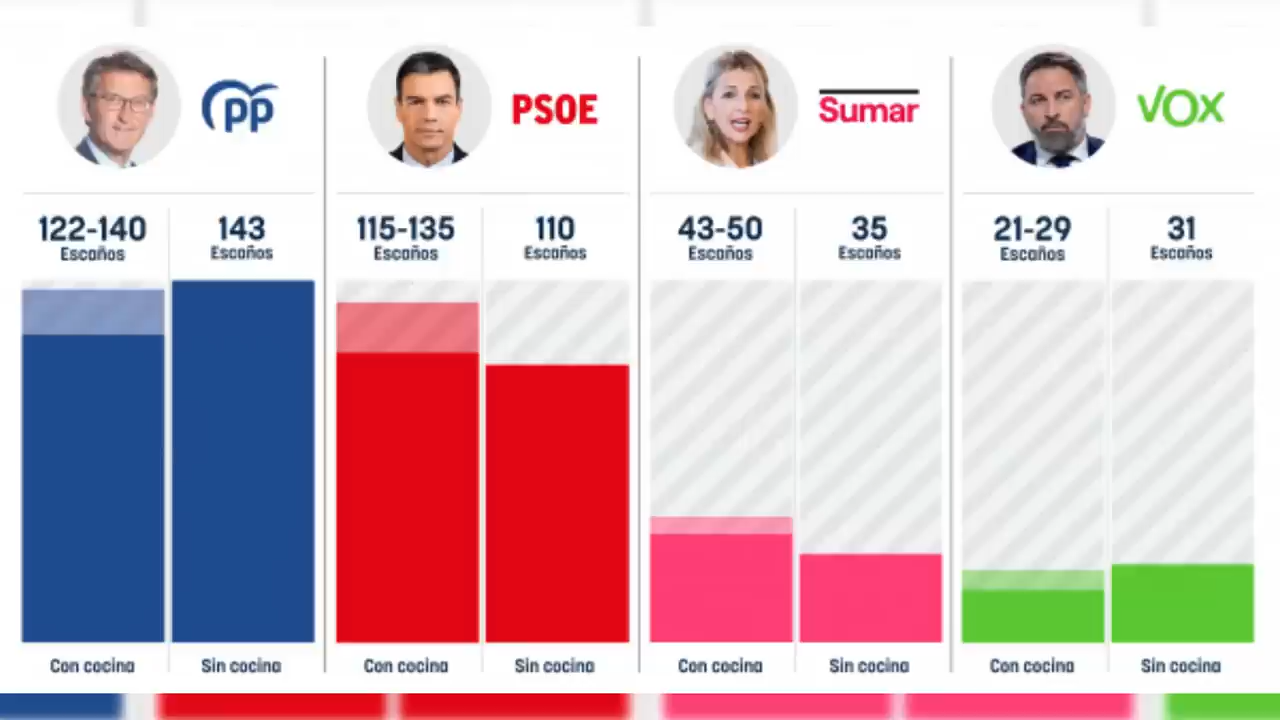 PP
PSOE
Sumar
VOX
122-140
Escaños
143
Escaños
115-135
Escaños
110
Escaños
43-50
Escaños
35
Escaños
21-29
Escaños
31
Escaños
Con cocina
Sin cocina
Con cocina
Sin cocina
Con cocina
Sin cocina
Con cocina
Sin cocina